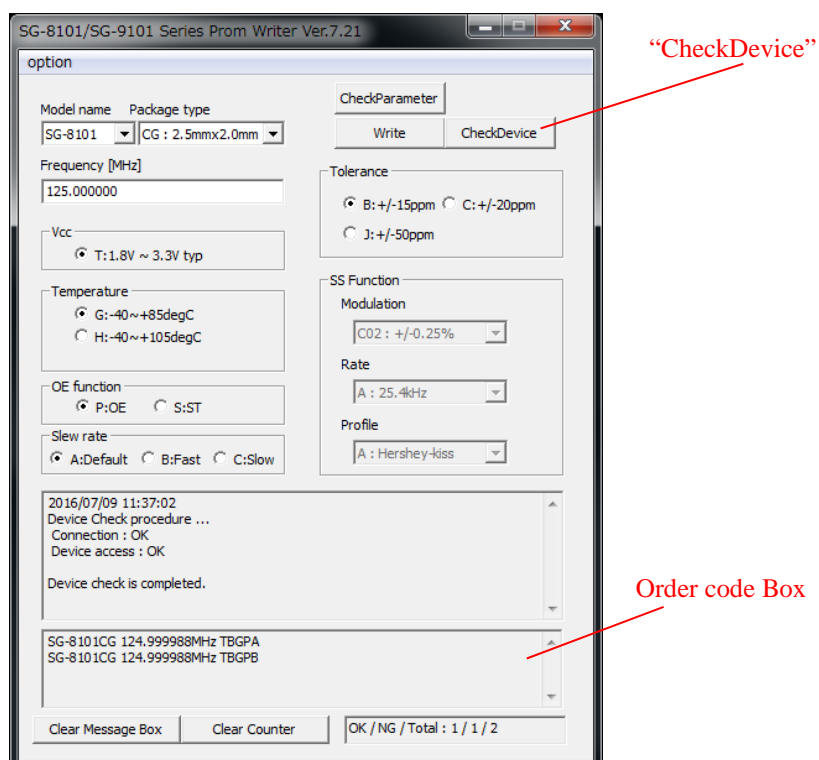 SG-8101/SG-9101 Series Prom Writer Ver.7.21
“CheckDevice”
option
CheckParameter
Model name Package type
SG-8101 CG : 2.5mmx2.0mm
Write CheckDevice
Frequency [MHz]
125.000000
Tolerance
B:+/-15ppm C:+/-20ppm
J:+/-50ppm
Vcc
T:1.8V ~ 3.3V typ
Temperature
G:-40~+85degC
H:-40~+105degC
SS Function
Modulation
C02 : +/-0.25%
Rate
A : 25.4kHz
Profile
A : Hershey-kiss
OE function
P:OE S:ST
Slew rate
A:Default B:Fast C:Slow
2016/07/09 11:37:02
Device Check procedure ...
Connection : OK
Device access : OK
Device check is completed.
Order code Box
SG-8101CG 124.999988MHz TBGPA
SG-8101CG 124.999988MHz TBGPB
Clear Message Box Clear Counter OK / NG / Total : 1 / 1 / 2